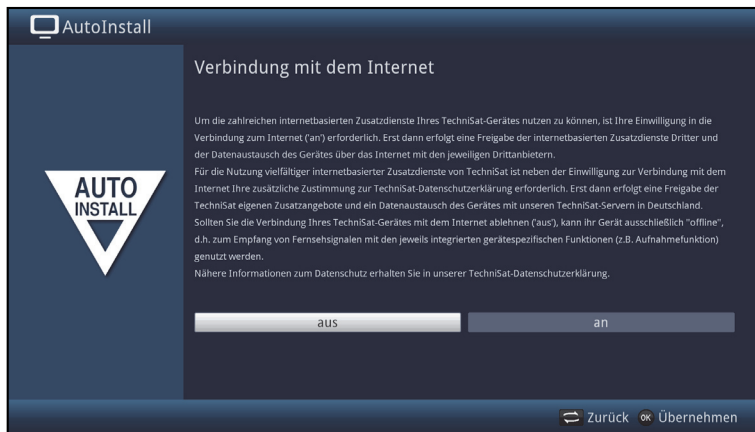 AutoInstall
Verbindung mit dem Internet
Um die zahlreichen internetbasierten Zusatzdienste Ihres TechniSat-Gerätes nutzen zu können, ist Ihre Einwilligung in die
Verbindung zum Internet ('an') erforderlich. Erst dann erfolgt eine Freigabe der internetbasierten Zusatzdienste Dritter und
der Datenaustausch des Gerätes über das Internet mit den jeweiligen Drittanbietern.
Für die Nutzung vielfältiger internetbasierter Zusatzdienste von TechniSat ist neben der Einwilligung zur Verbindung mit dem
Internet Ihre zusätzliche Zustimmung zur TechniSat-Datenschutzerklärung erforderlich. Erst dann erfolgt eine Freigabe der
TechniSat eigenen Zusatzangebote und ein Datenaustausch des Gerätes mit unseren TechniSat-Servern in Deutschland.
Sollten Sie die Verbindung Ihres TechniSat-Gerätes mit dem Internet ablehnen ('aus'), kann ihr Gerät ausschließlich "offline",
d.h. zum Empfang von Fernsehsignalen mit den jeweils integrierten gerätespezifischen Funktionen (z.B. Aufnahmefunktion)
genutzt werden.
Nähere Informationen zum Datenschutz erhalten Sie in unserer TechniSat-Datenschutzerklärung.
AUTO
INSTALL
aus
an
Zurück
OK Übernehmen